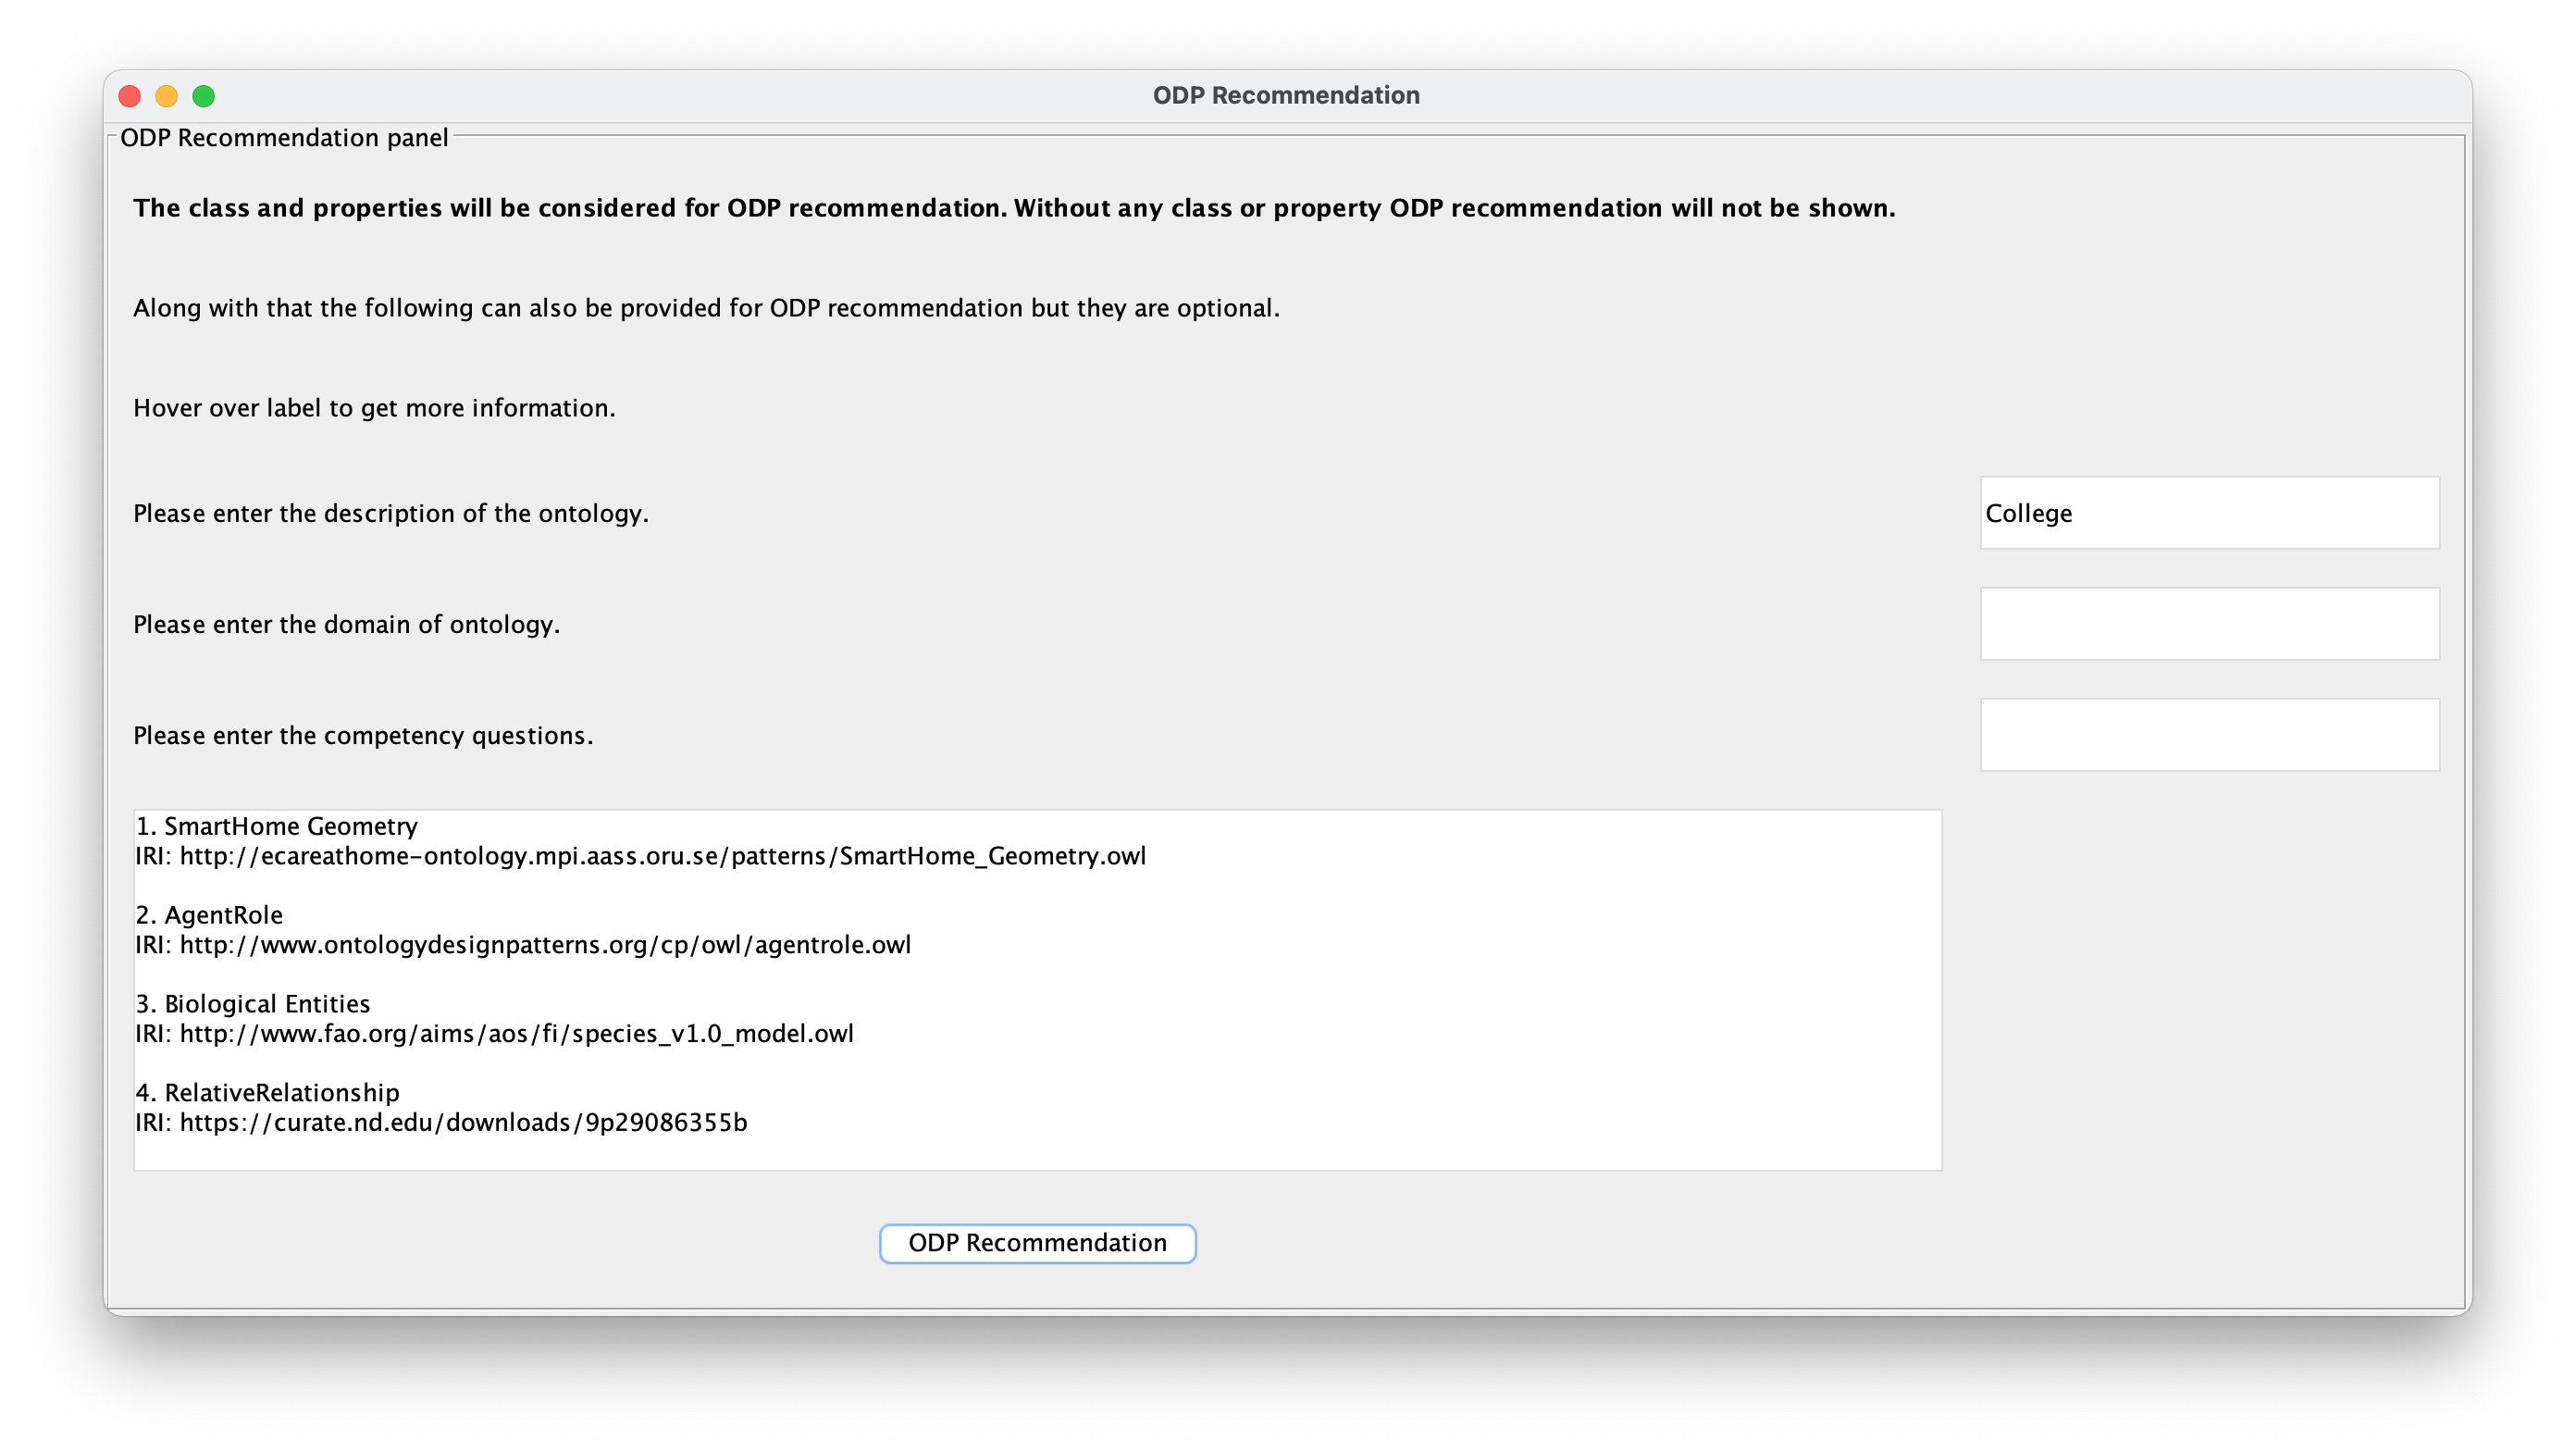 ODP Recommendation
ODP Recommendation panel
The class and properties will be considered for ODP recommendation. Without any class or property ODP recommendation will not be shown.
Along with that the following can also be provided for ODP recommendation but they are optional.
Hover over label to get more information.
Please enter the description of the ontology.
College
Please enter the domain of ontology.
Please enter the competency questions.
1. SmartHome Geometry
IRI: http://ecareathome-ontology.mpi.aass.oru.se/patterns/SmartHome_Geometry.owl
2. AgentRole
IRI: http://www.ontologydesignpatterns.org/cp/owl/agentrole.owl
3. Biological Entities
IRI: http://www.fao.org/aims/aos/fi/species_v1.0_model.owl
4. RelativeRelationship
IRI: https://curate.nd.edu/downloads/9p29086355b
ODP Recommendation